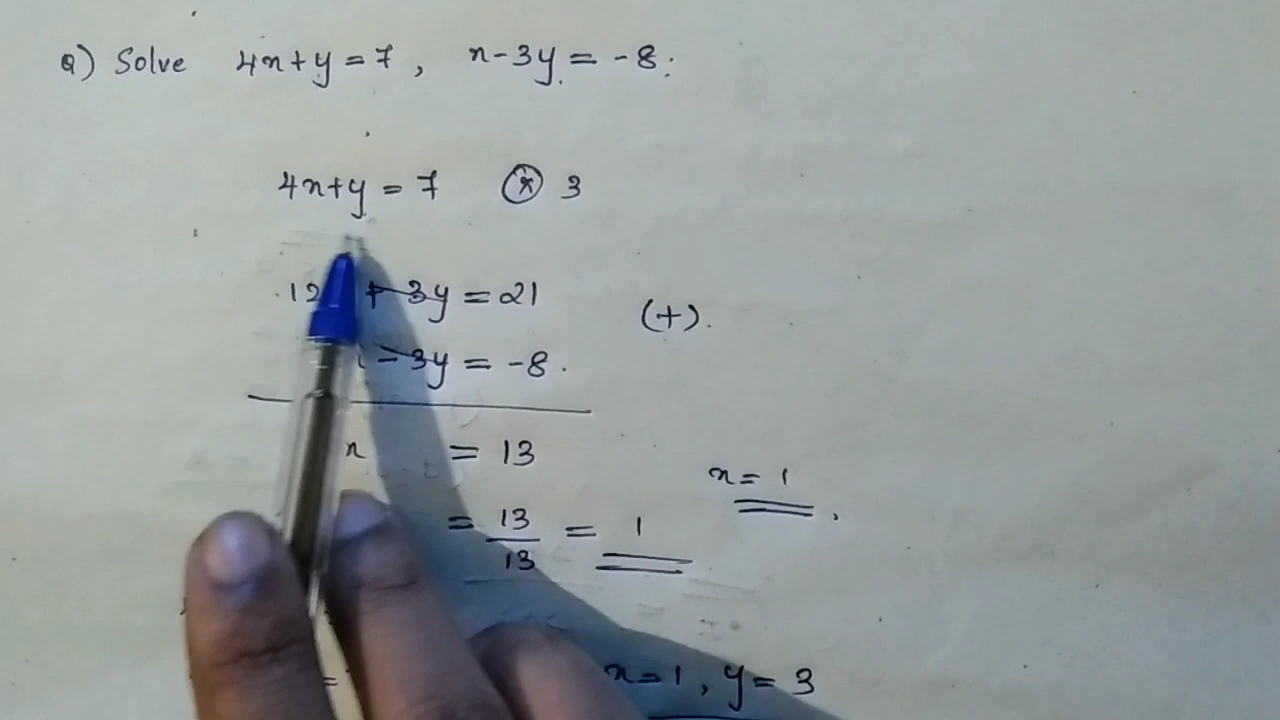 Q) Solve 4x+y=7, x-3y=-8.
4x+y = 7 * 3
12 + 3y = 21 (+).
x - 3y = -8.
x = 13
x = 1
= 13/13 = 1
=
x=1, y=3